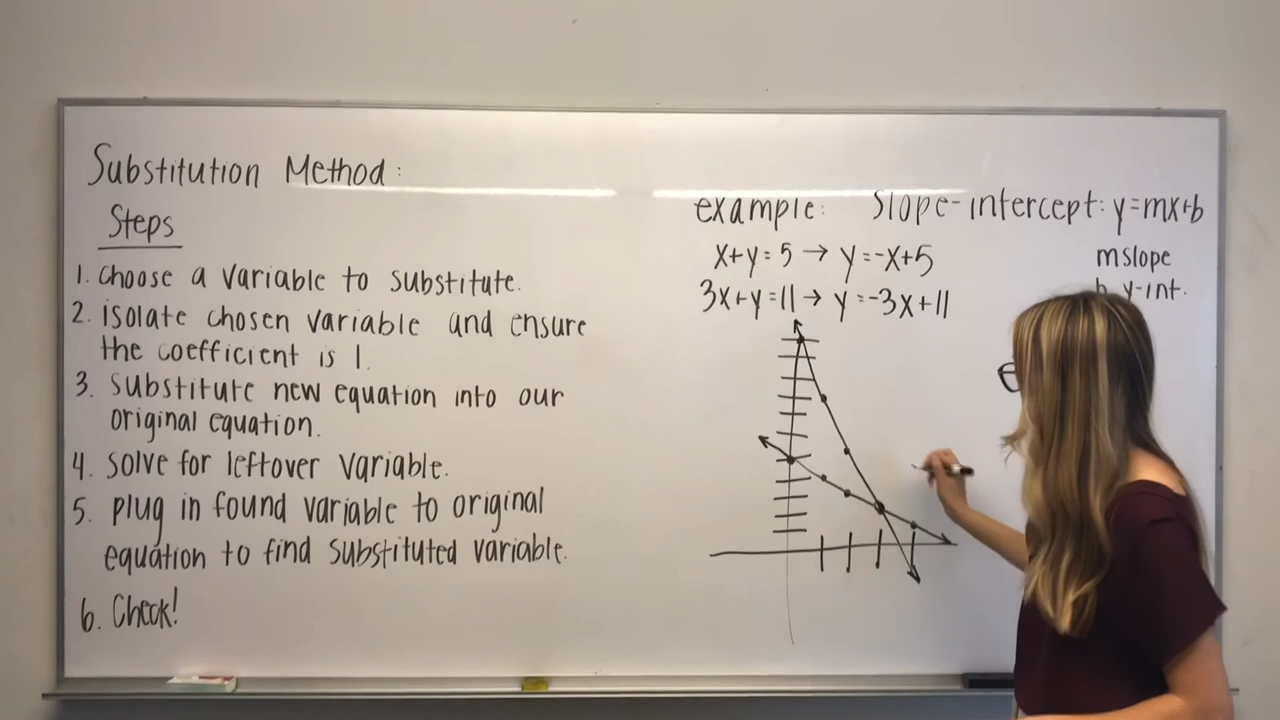 Substitution Method:
Steps
1. choose a variable to substitute.
2. isolate chosen variable and ensure
the coefficient is 1.
3. substitute new equation into our
original equation.
4. solve for leftover variable.
5. plug in found variable to original
equation to find substituted variable.
6. Check!
example: Slope-intercept: y=mx+b
x+y=5 → y=-x+5
m slope
3x+y=11 → y=-3x+11
b y-int.